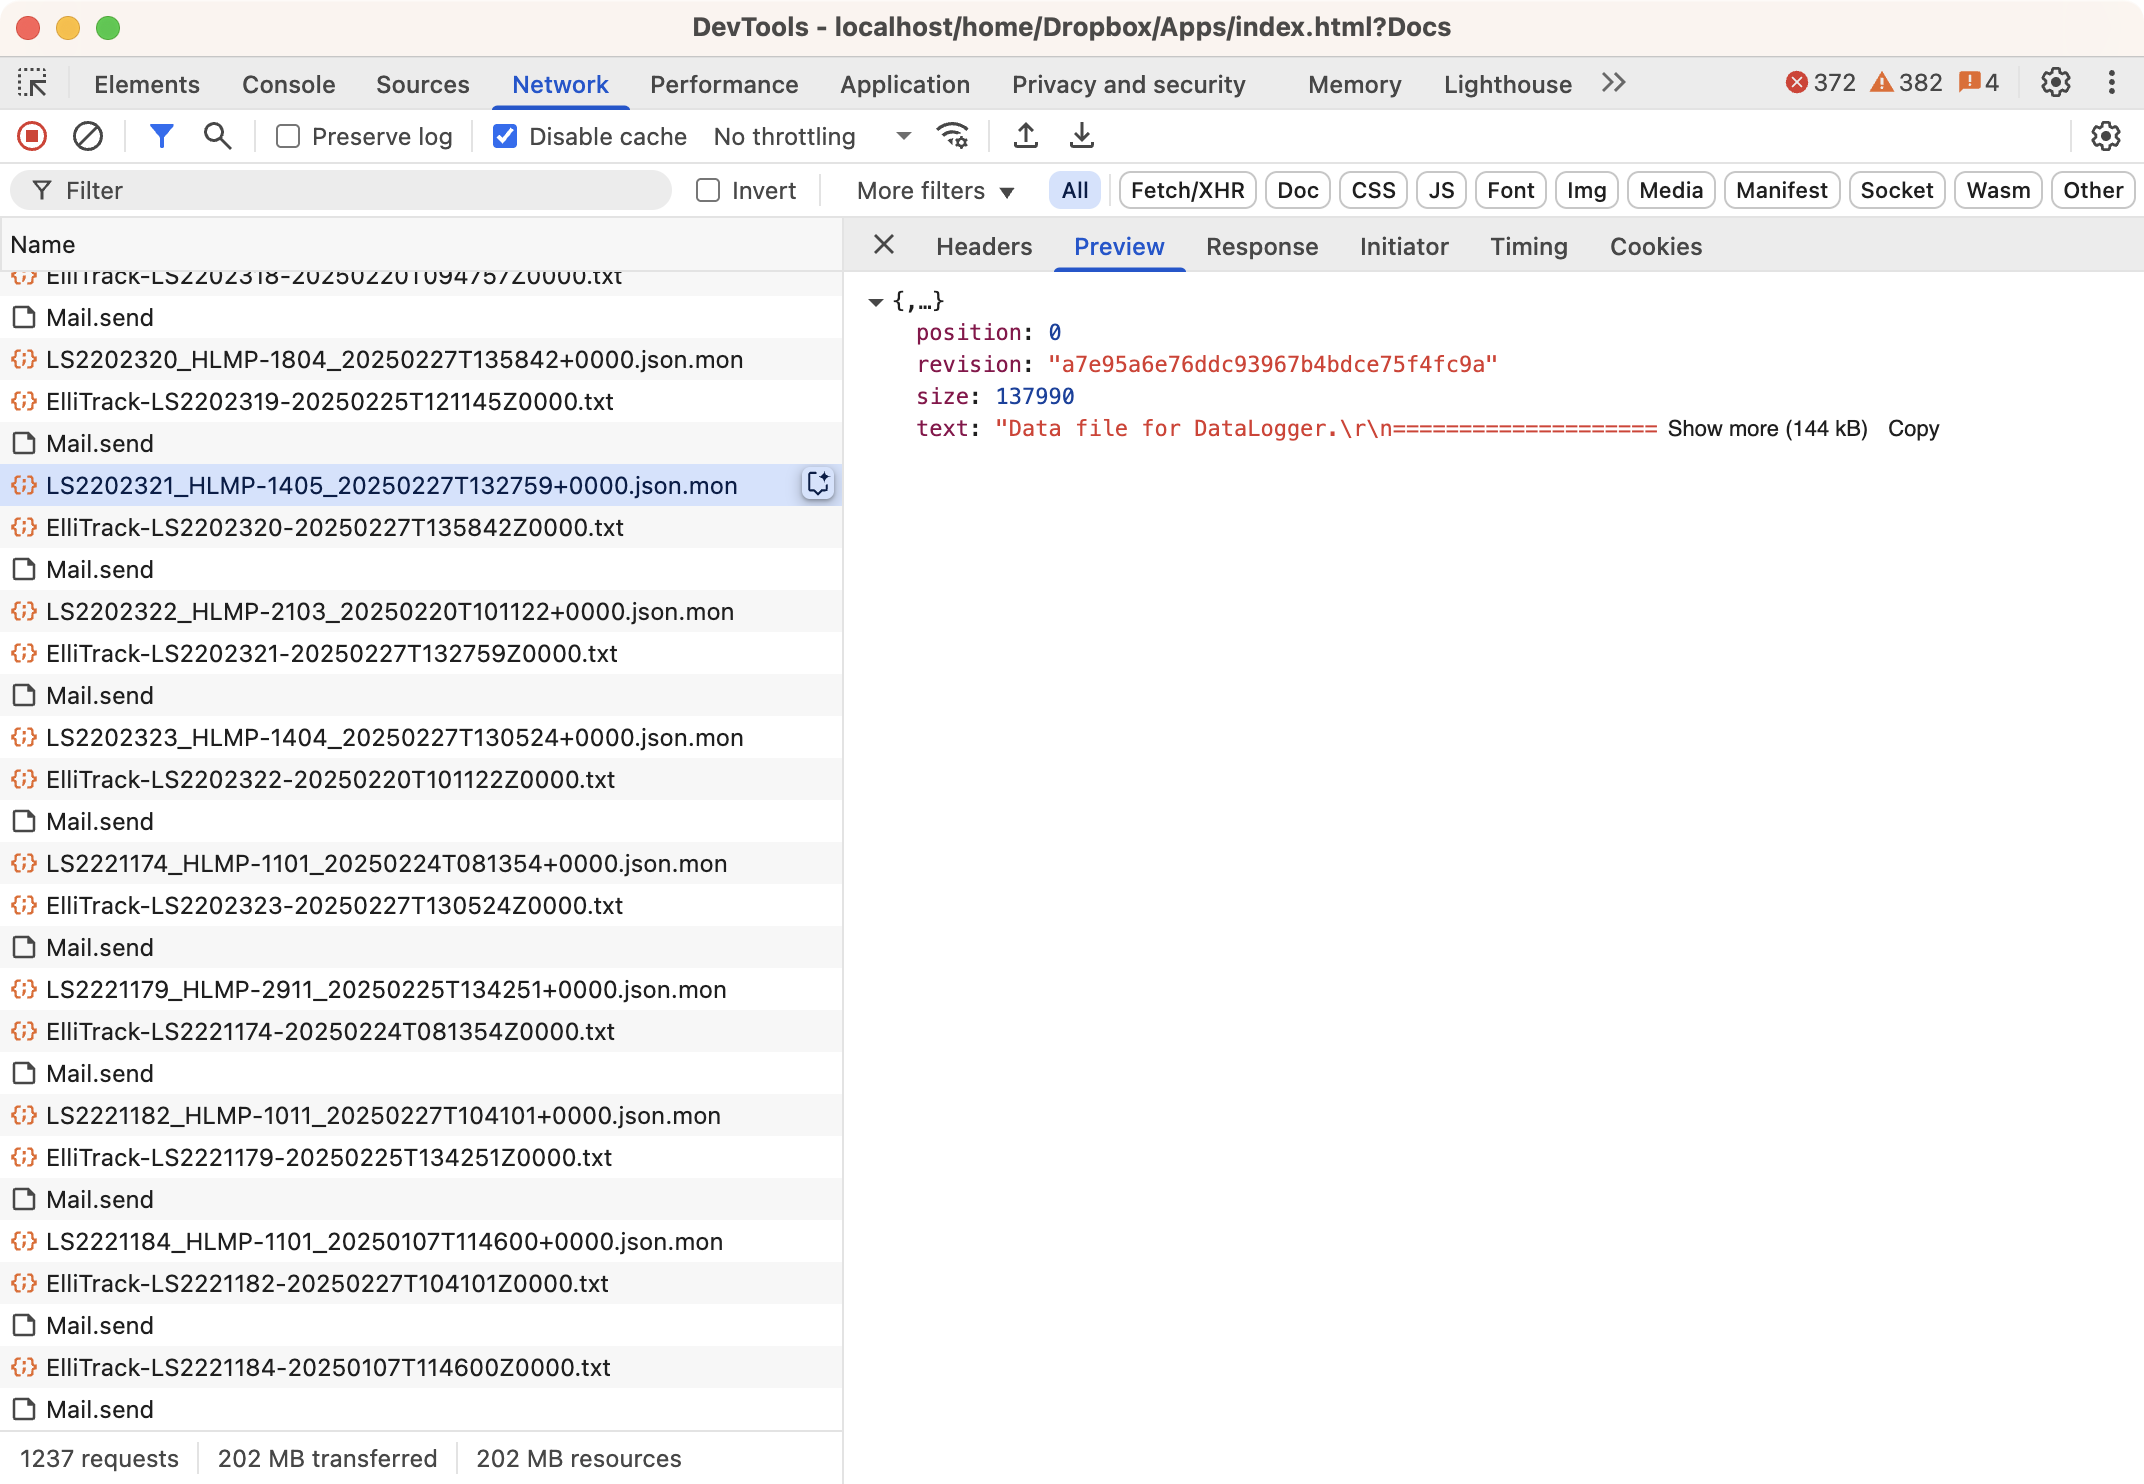 DevTools - localhost/home/Dropbox/Apps/index.html?Docs
Elements Console Sources Network Performance Application Privacy and security Memory Lighthouse 372 382 4
Preserve log Disable cache No throttling
Filter Invert More filters All Fetch/XHR Doc CSS JS Font Img Media Manifest Socket Wasm Other
Name
ElliTrack-LS2202318-20250220T094757Z0000.txt
Mail.send
LS2202320_HLMP-1804_20250227T135842+0000.json.mon
ElliTrack-LS2202319-20250225T121145Z0000.txt
Mail.send
LS2202321_HLMP-1405_20250227T132759+0000.json.mon
ElliTrack-LS2202320-20250227T135842Z0000.txt
Mail.send
LS2202322_HLMP-2103_20250220T101122+0000.json.mon
ElliTrack-LS2202321-20250227T132759Z0000.txt
Mail.send
LS2202323_HLMP-1404_20250227T130524+0000.json.mon
ElliTrack-LS2202322-20250220T101122Z0000.txt
Mail.send
LS2221174_HLMP-1101_20250224T081354+0000.json.mon
ElliTrack-LS2202323-20250227T130524Z0000.txt
Mail.send
LS2221179_HLMP-2911_20250225T134251+0000.json.mon
ElliTrack-LS2221174-20250224T081354Z0000.txt
Mail.send
LS2221182_HLMP-1011_20250227T104101+0000.json.mon
ElliTrack-LS2221179-20250225T134251Z0000.txt
Mail.send
LS2221184_HLMP-1101_20250107T114600+0000.json.mon
ElliTrack-LS2221182-20250227T104101Z0000.txt
Mail.send
ElliTrack-LS2221184-20250107T114600Z0000.txt
Mail.send
1237 requests 202 MB transferred 202 MB resources
Headers Preview Response Initiator Timing Cookies
{,…}
position: 0
revision: "a7e95a6e76ddc93967b4bdce75f4fc9a"
size: 137990
text: "Data file for DataLogger.\r\n==================== Show more (144 kB) Copy